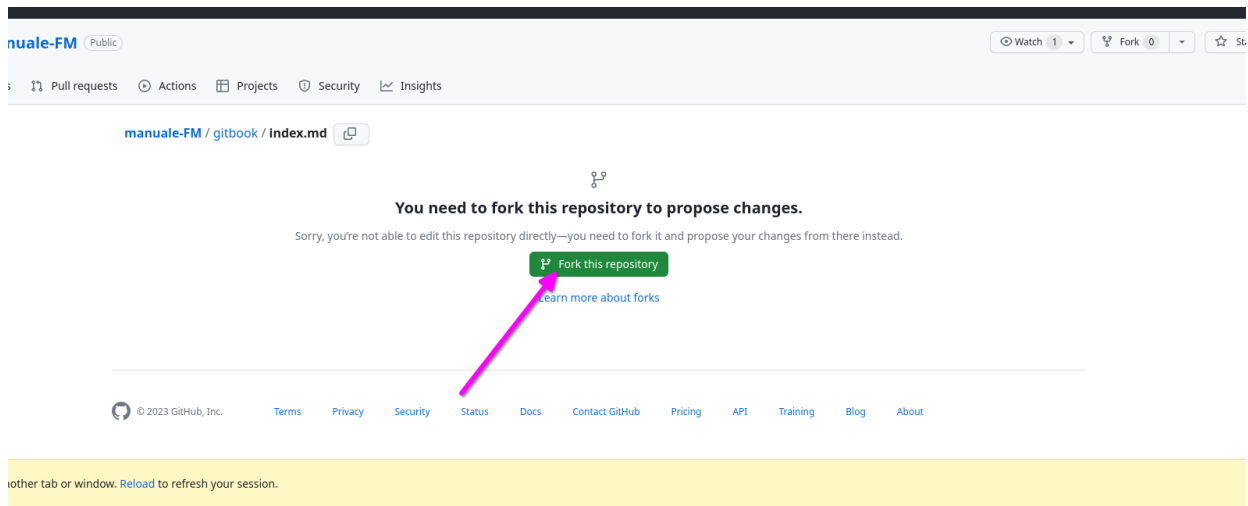 nuale-FM Public Watch 1 Fork 0
Pull requests Actions Projects Security Insights
manuale-FM / gitbook / index.md
You need to fork this repository to propose changes.
Sorry, you're not able to edit this repository directly—you need to fork it and propose your changes from there instead.
Fork this repository
Learn more about forks
© 2023 GitHub, Inc. Terms Privacy Security Status Docs Contact GitHub Pricing API Training Blog About
other tab or window. Reload to refresh your session.